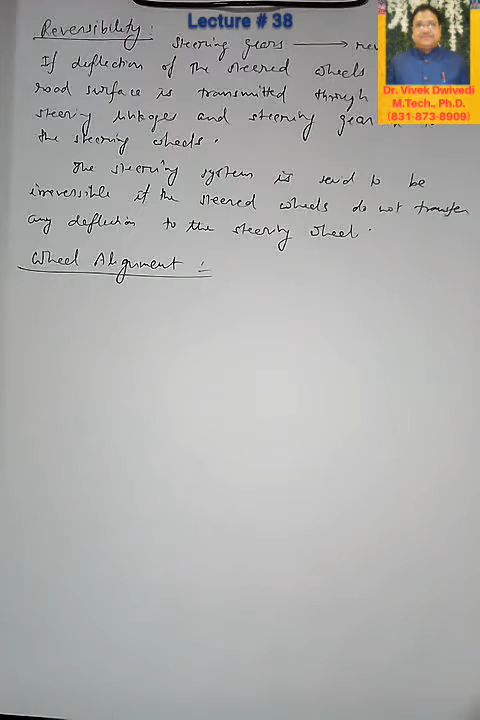 Lecture # 38
Reversibility :
Steering gears → rev
If deflection of the steered wheels
road surface is transmitted through
steering linkages and steering gear
the steering wheels.
The steering system is said to be
irreversible if the steered wheels do not transfer
any deflection to the steering wheel.
Wheel Alignment :-
Dr. Vivek Dwivedi
M.Tech., Ph.D.
(831-873-8909)